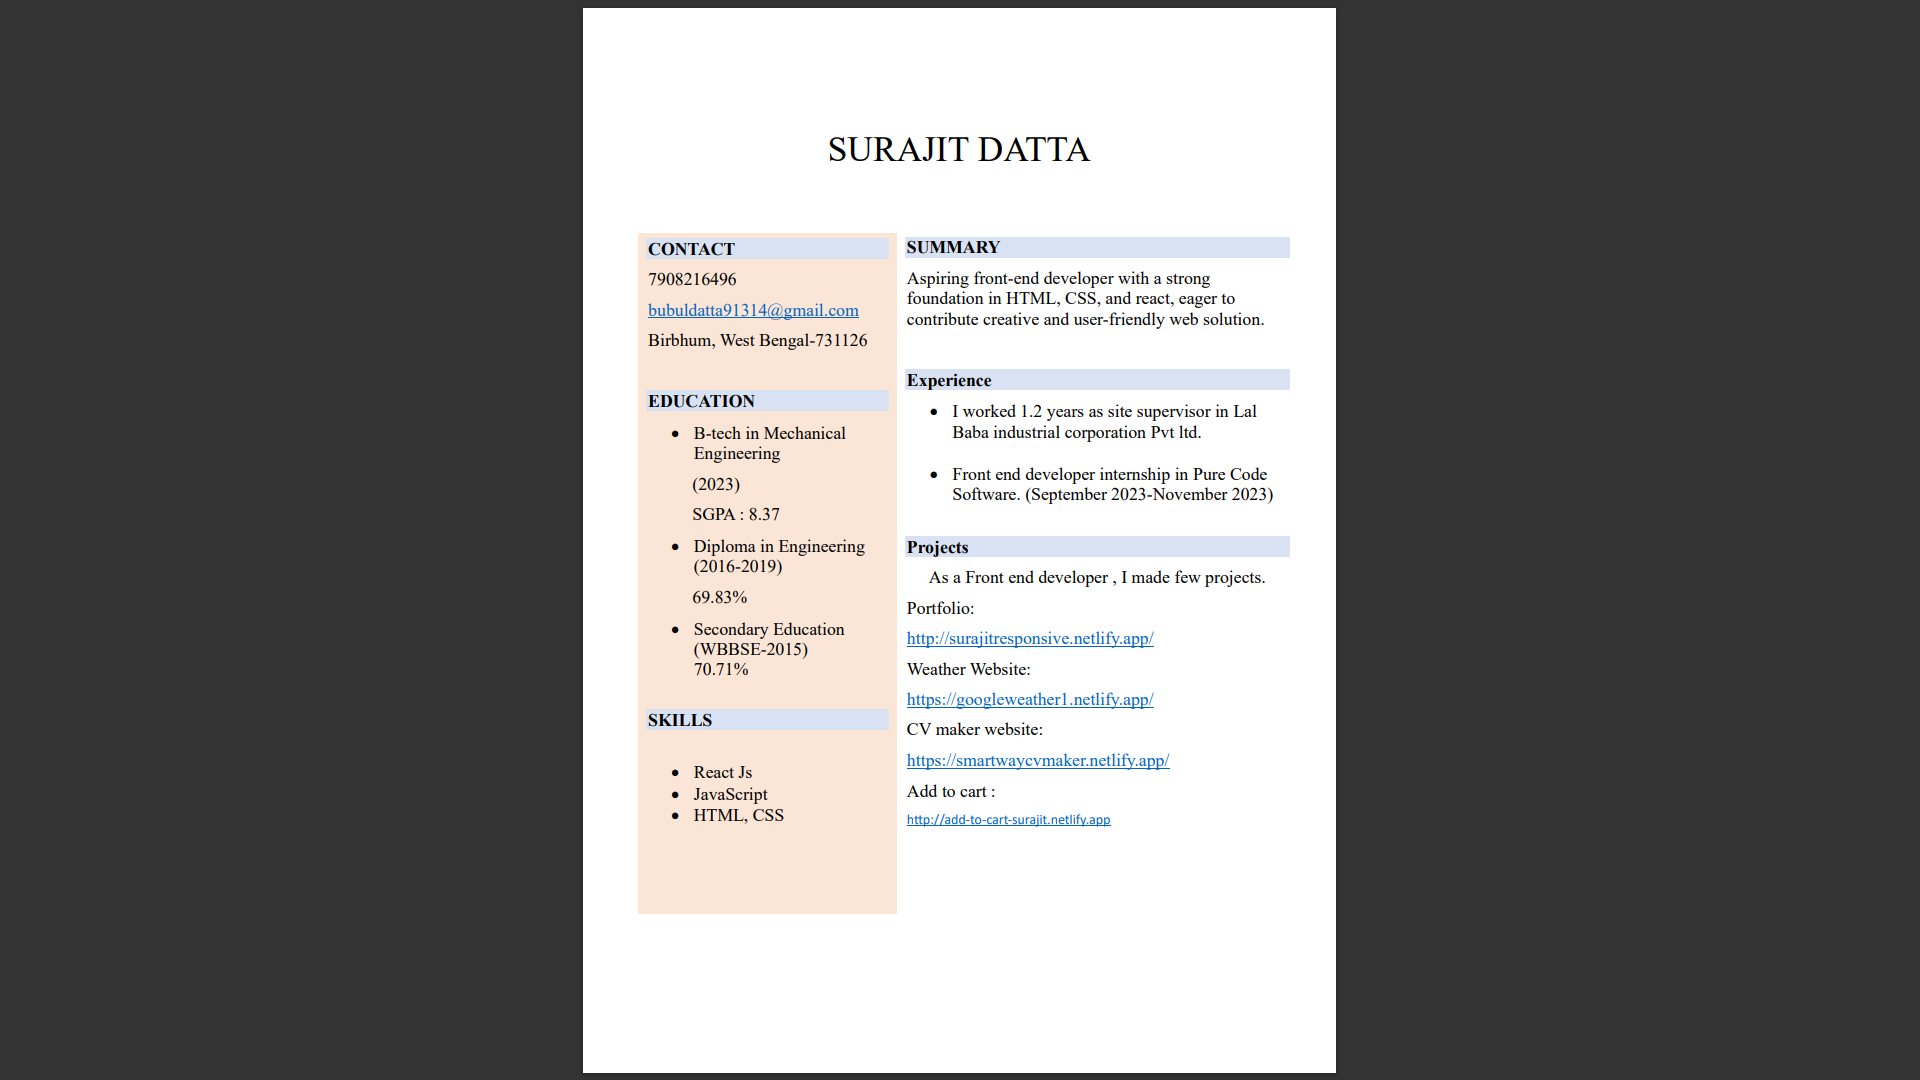 SURAJIT DATTA
CONTACT
7908216496
bubuldatta91314@gmail.com
Birbhum, West Bengal-731126
EDUCATION
• B-tech in Mechanical
Engineering
(2023)
SGPA : 8.37
• Diploma in Engineering
(2016-2019)
69.83%
• Secondary Education
(WBBSE-2015)
70.71%
SKILLS
• React Js
• JavaScript
• HTML, CSS
SUMMARY
Aspiring front-end developer with a strong
foundation in HTML, CSS, and react, eager to
contribute creative and user-friendly web solution.
Experience
• I worked 1.2 years as site supervisor in Lal
Baba industrial corporation Pvt ltd.
• Front end developer internship in Pure Code
Software. (September 2023-November 2023)
Projects
As a Front end developer , I made few projects.
Portfolio:
http://surajitresponsive.netlify.app/
Weather Website:
https://googleweather1.netlify.app/
CV maker website:
https://smartwaycvmaker.netlify.app/
Add to cart :
http://add-to-cart-surajit.netlify.app